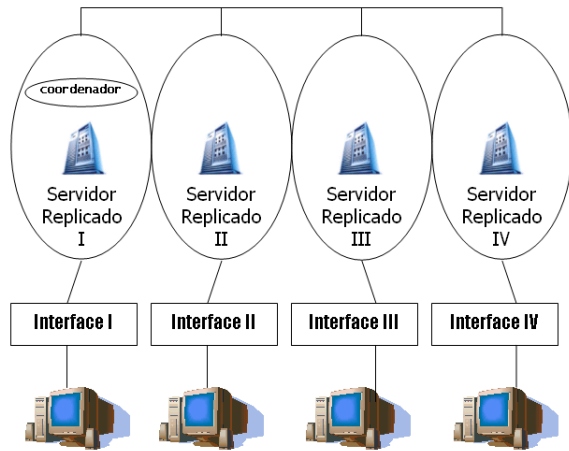 coordenador
Servidor
Replicado
I
Servidor
Replicado
II
Servidor
Replicado
III
Servidor
Replicado
IV
Interface I
Interface II
Interface III
Interface IV